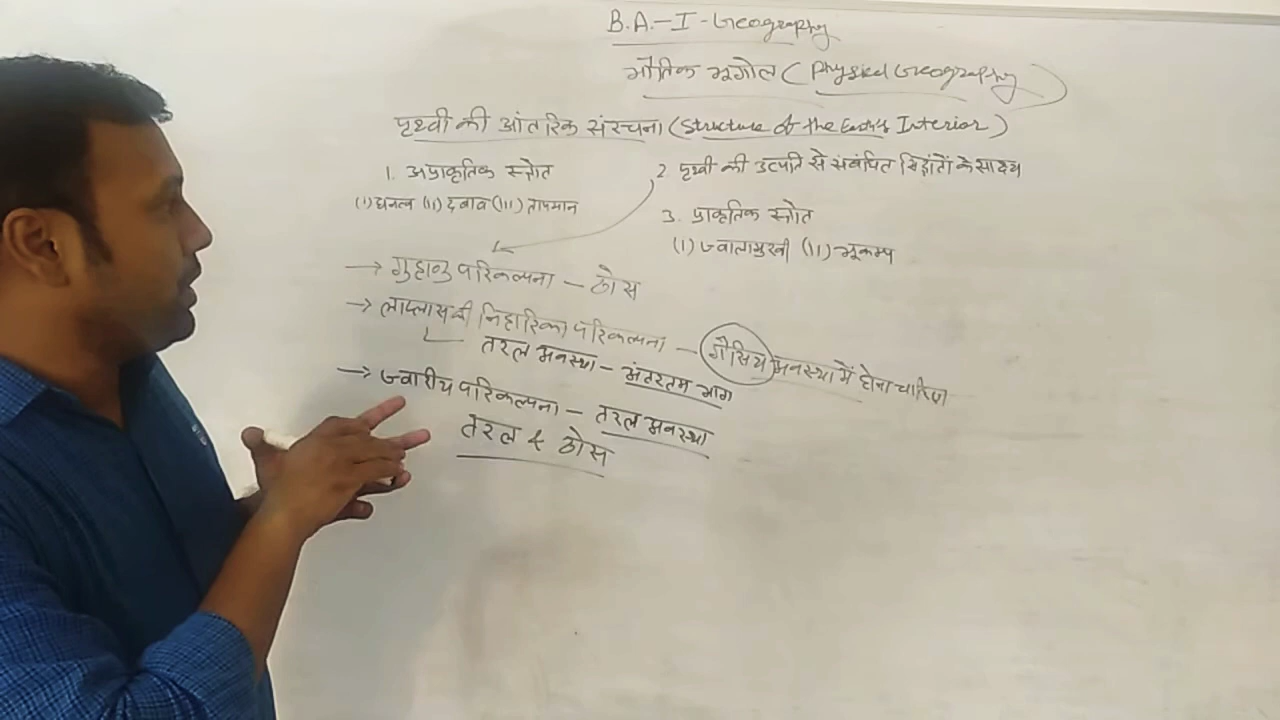 B.A.-I-Geography
भौतिक भूगोल (Physical Geography)
पृथ्वी की आंतरिक संरचना (Structure of the Earth's Interior)
1. अप्राकृतिक स्त्रोत
(I) घनत्व (II) दबाव (III) तापमान
2. पृथ्वी की उत्पति से संबंधित सिद्वांतों के साक्ष्य
3. प्राकृतिक स्त्रोत
(I) ज्वालामुखी (II) भूकम्प
→ ग्रहाणु परिकल्पना - ठोस
→ लाप्लास की निहारिका परिकल्पना - गैसिय अवस्था में होना चाहिए
तरल अवस्था - अंतरतम भाग
→ ज्वारीय परिकल्पना - तरल अवस्था
तरल & ठोस